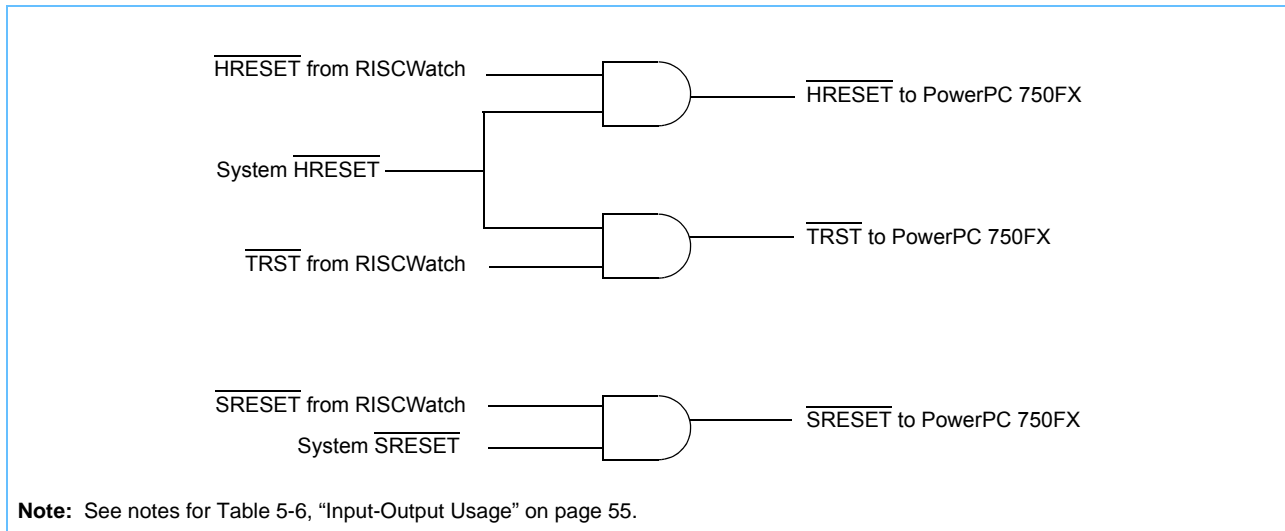 HRESET from RISCWatch
HRESET to PowerPC 750FX
System HRESET
TRST to PowerPC 750FX
TRST from RISCWatch
SRESET from RISCWatch
SRESET to PowerPC 750FX
System SRESET
Note: See notes for Table 5-6, “Input-Output Usage” on page 55.